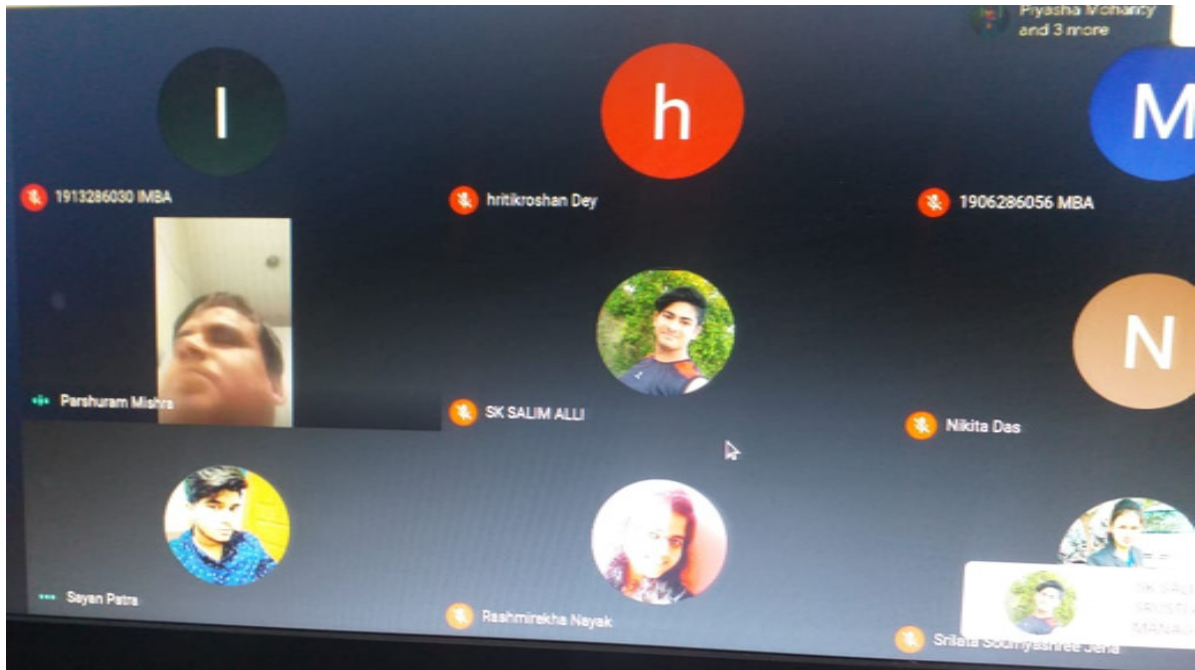 Piyasha Mohanty
and 3 more
I
h
M
1913286030 IMBA
hritikroshan Dey
1906286056 MBA
N
Parshuram Mishra
SK SALIM ALLI
Nikita Das
Sayan Patra
Rashmirekha Nayak
Srilata Soumyashree Jena